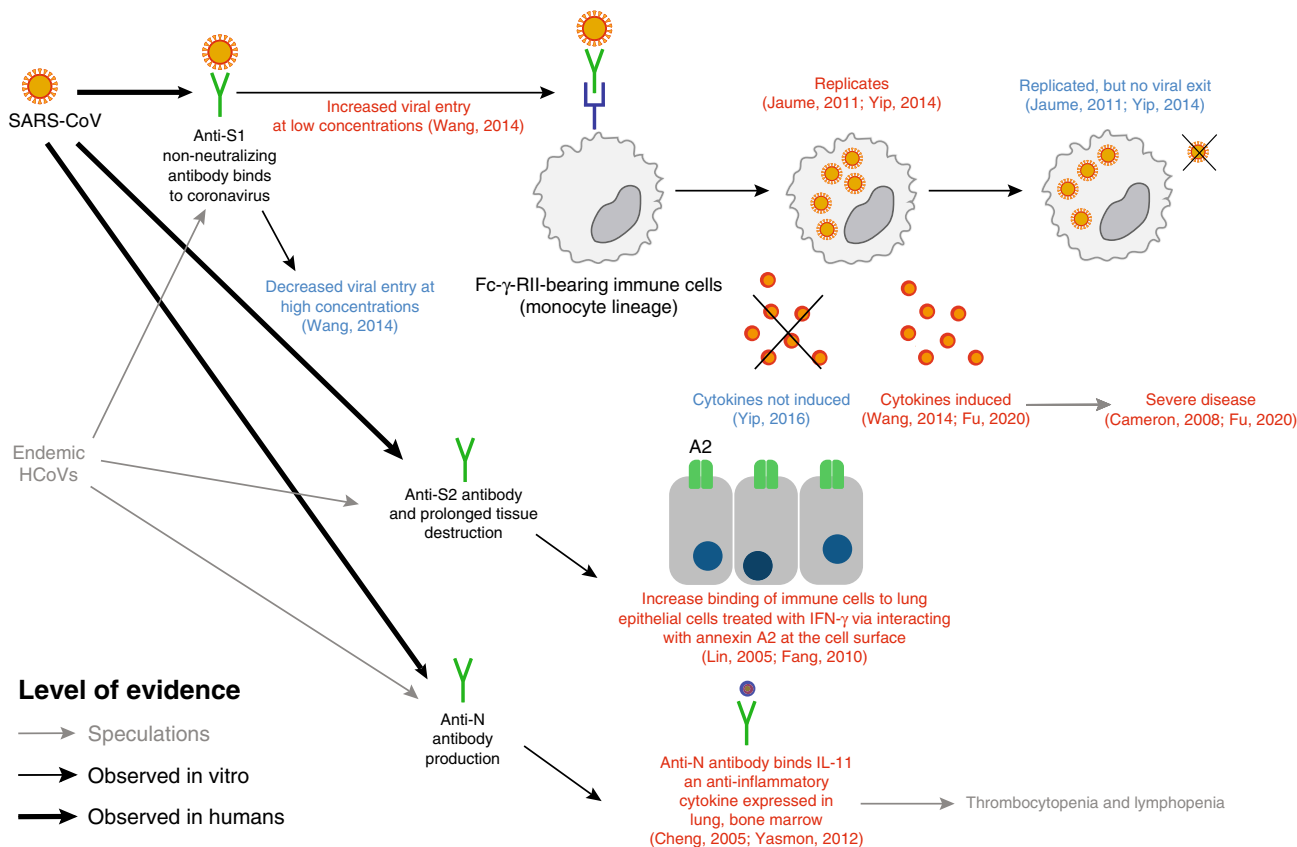 SARS-CoV
Anti-S1
non-neutralizing
antibody binds
to coronavirus
Increased viral entry
at low concentrations (Wang, 2014)
Decreased viral entry at
high concentrations
(Wang, 2014)
Fc-γ-RII-bearing immune cells
(monocyte lineage)
Replicates
(Jaume, 2011; Yip, 2014)
Replicated, but no viral exit
(Jaume, 2011; Yip, 2014)
Cytokines not induced
(Yip, 2016)
Cytokines induced
(Wang, 2014; Fu, 2020)
Severe disease
(Cameron, 2008; Fu, 2020)
Endemic
HCoVs
Anti-S2 antibody
and prolonged tissue
destruction
A2
Increase binding of immune cells to lung
epithelial cells treated with IFN-γ via interacting
with annexin A2 at the cell surface
(Lin, 2005; Fang, 2010)
Anti-N
antibody
production
Anti-N antibody binds IL-11
an anti-inflammatory
cytokine expressed in
lung, bone marrow
(Cheng, 2005; Yasmon, 2012)
Thrombocytopenia and lymphopenia
Level of evidence
Speculations
Observed in vitro
Observed in humans